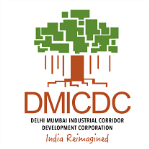 DMICDC
DELHI MUMBAI INDUSTRIAL CORRIDOR
DEVELOPMENT CORPORATION
India Reimagined